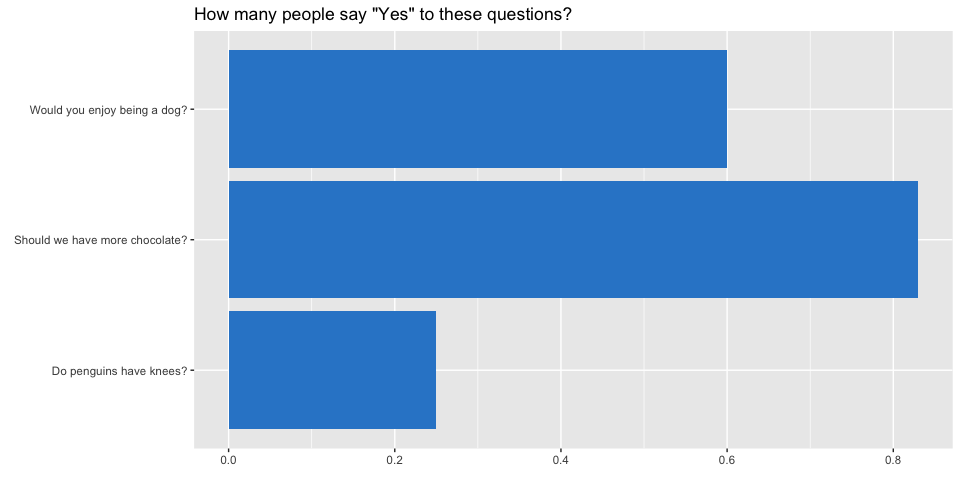 How many people say "Yes" to these questions?
Would you enjoy being a dog?
Should we have more chocolate?
Do penguins have knees?
0.0 0.2 0.4 0.6 0.8